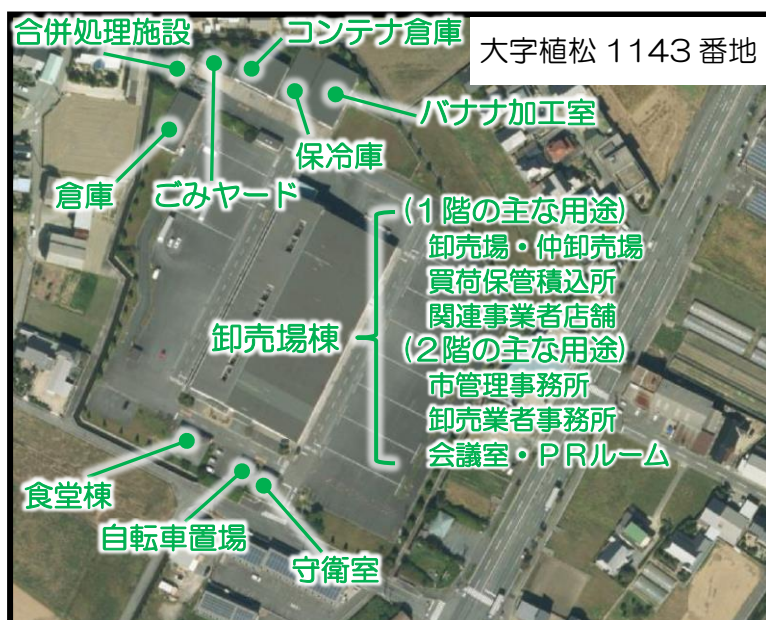 合併処理施設
コンテナ倉庫
大字植松 1143 番地
バナナ加工室
保冷庫
倉庫
ごみヤード
(1階の主な用途)
卸売場・仲卸売場
買荷保管積込所
関連事業者店舗
(2階の主な用途)
市管理事務所
卸売業者事務所
会議室・PRルーム
卸売場棟
食堂棟
自転車置場
守衛室